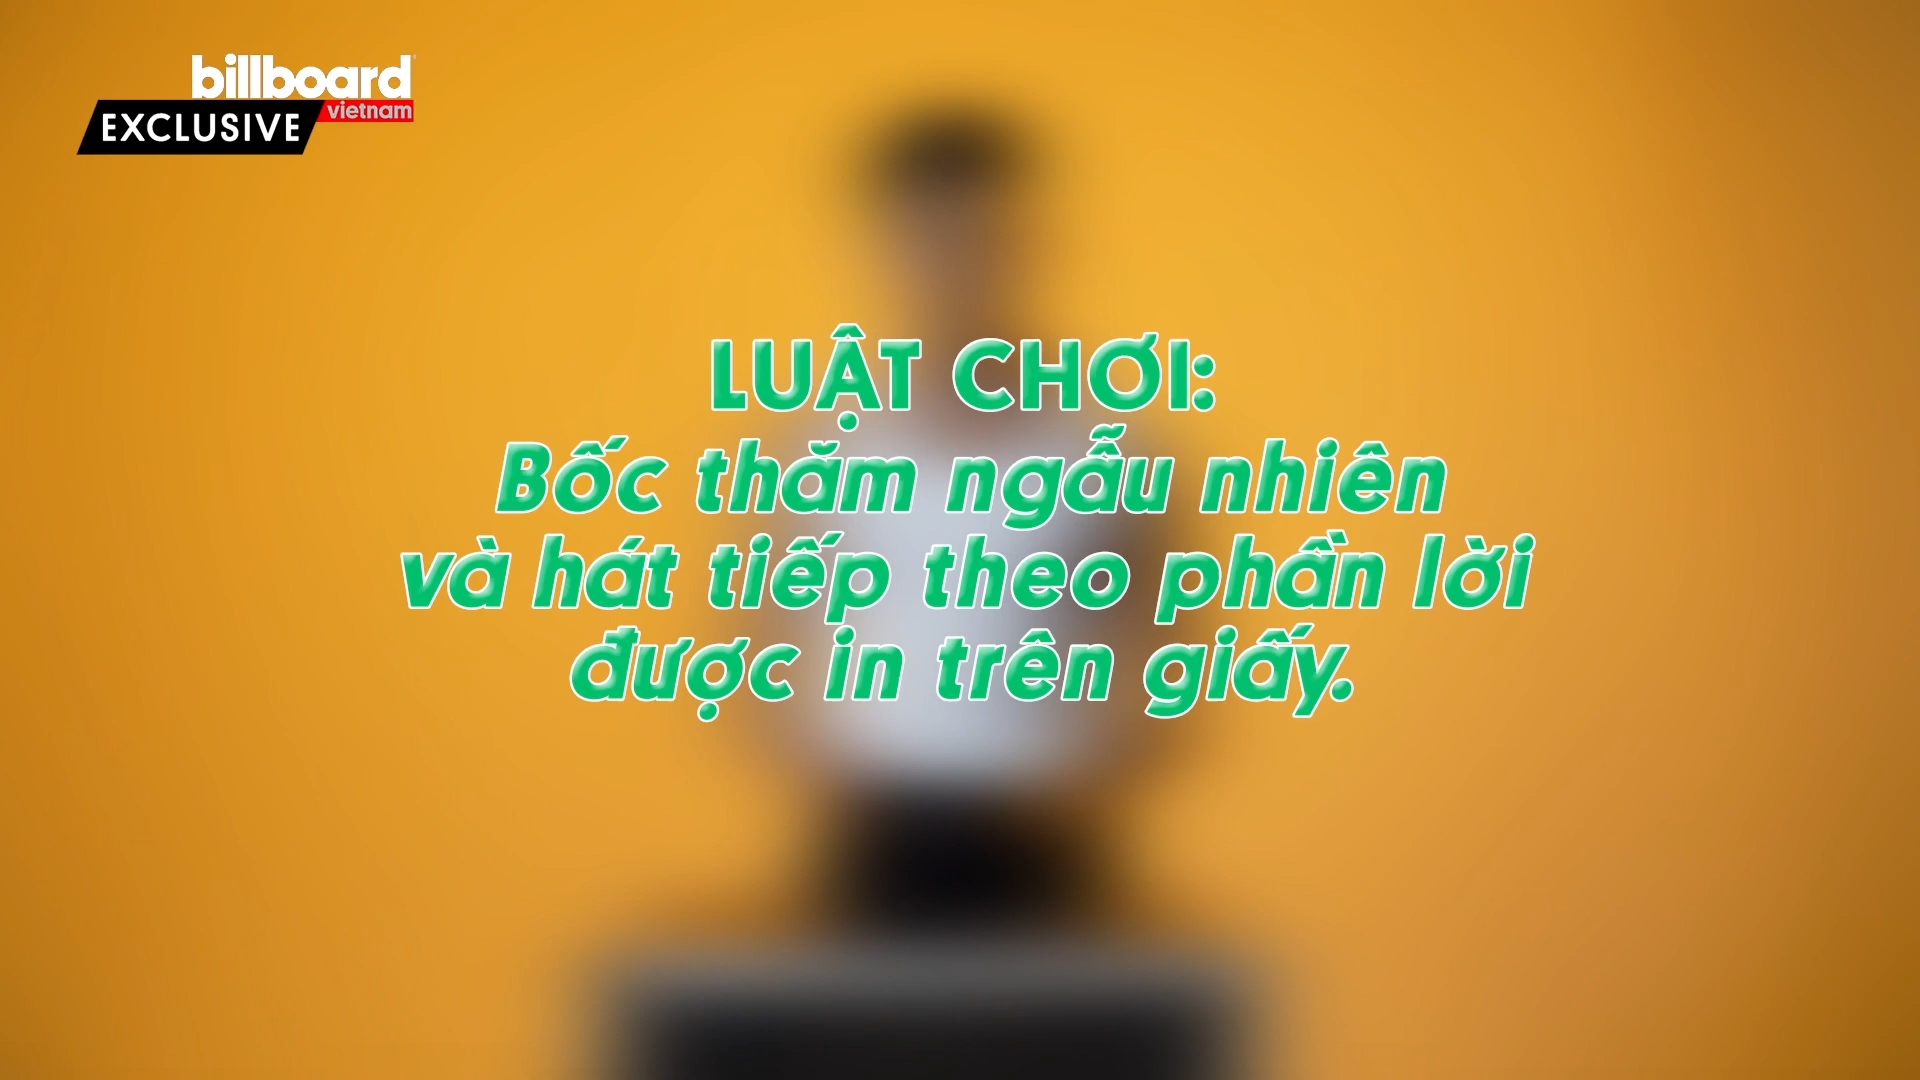 billboard
vietnam
EXCLUSIVE
LUẬT CHƠI:
Bốc thăm ngẫu nhiên
và hát tiếp theo phần lời
được in trên giấy.